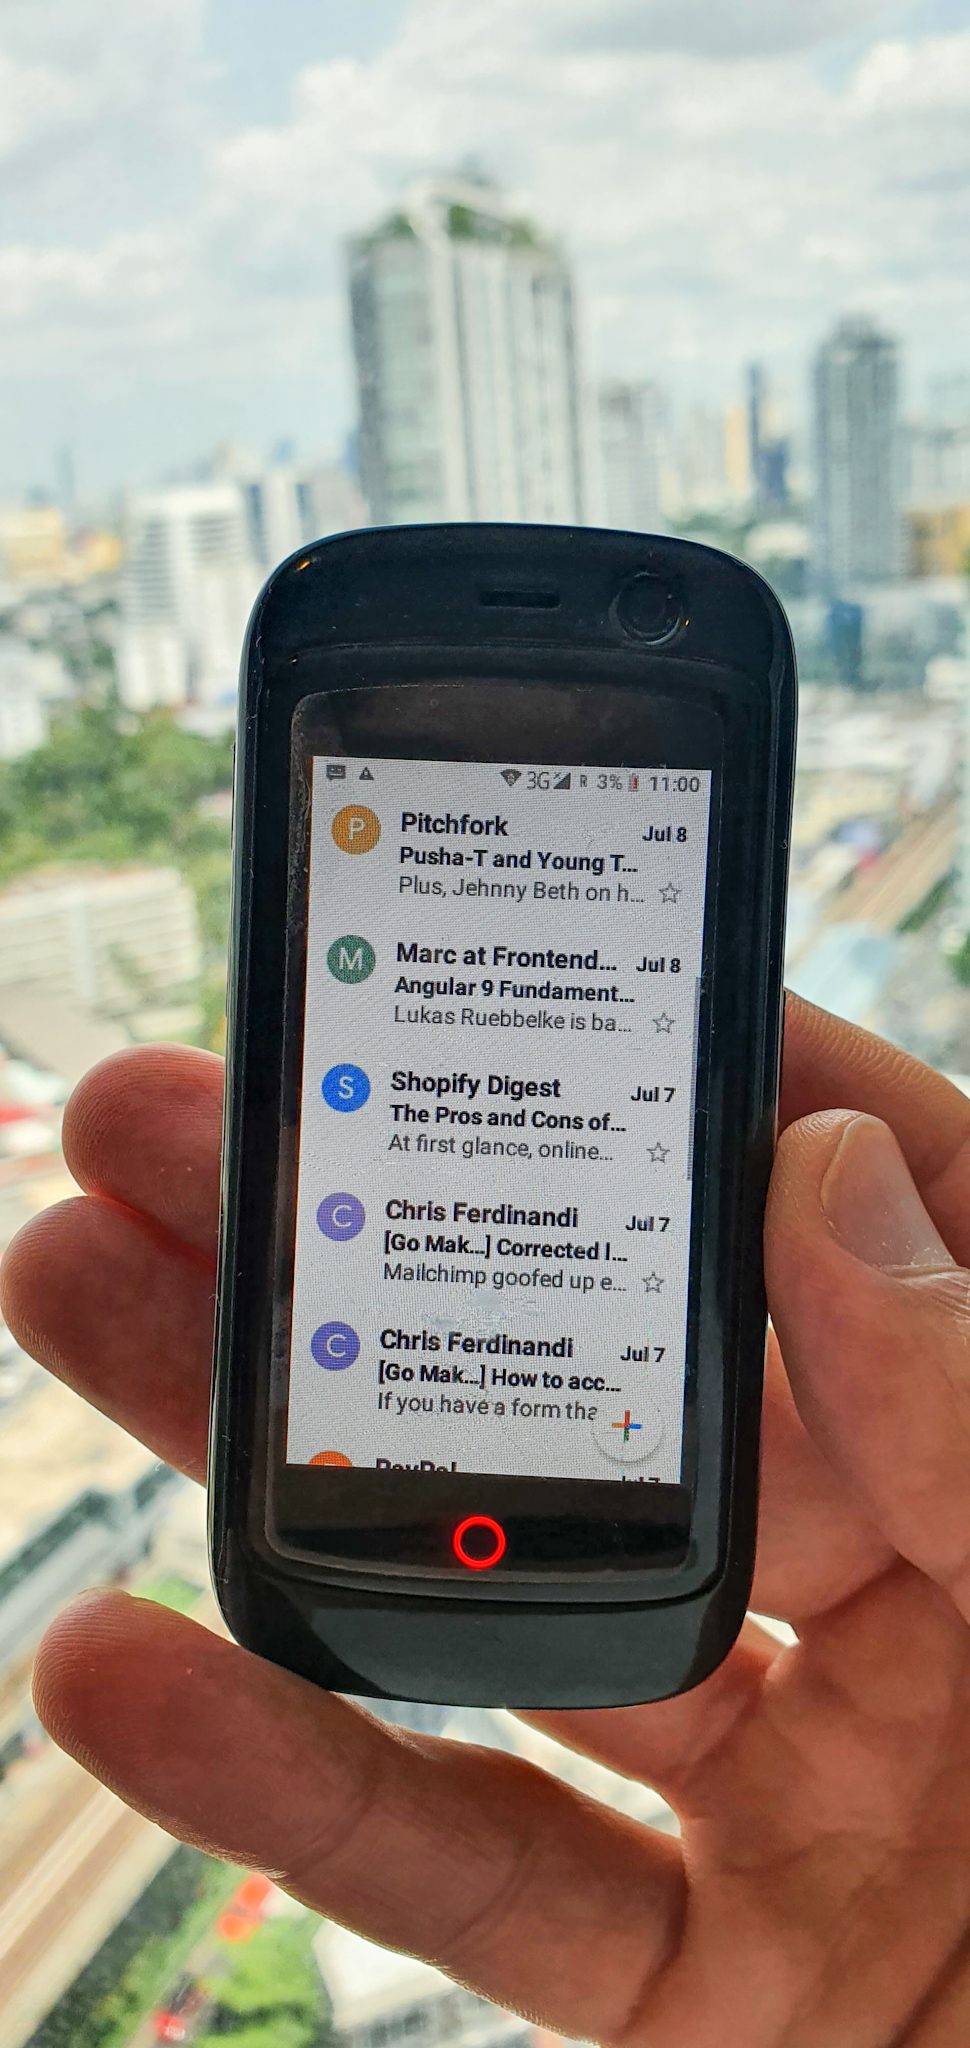 3G R 3% 11:00
P Pitchfork Jul 8
Pusha-T and Young T...
Plus, Jehnny Beth on h...
M Marc at Frontend... Jul 8
Angular 9 Fundament...
Lukas Ruebbelke is ba...
S Shopify Digest Jul 7
The Pros and Cons of...
At first glance, online...
C Chris Ferdinandi Jul 7
[Go Mak...] Corrected l...
Mailchimp goofed up e...
C Chris Ferdinandi Jul 7
[Go Mak...] How to acc...
If you have a form tha
PayPal Jul 7